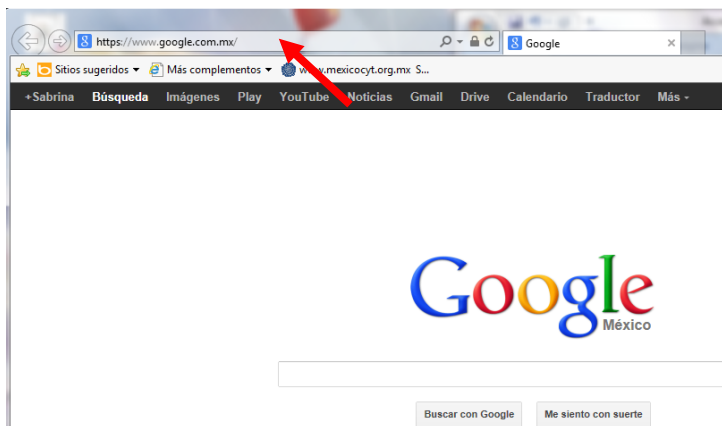 https://www.google.com.mx/ Google
Sitios sugeridos Más complementos www.mexicocyt.org.mx S...
+Sabrina Búsqueda Imágenes Play YouTube Noticias Gmail Drive Calendario Traductor Más
Google
México
Buscar con Google Me siento con suerte